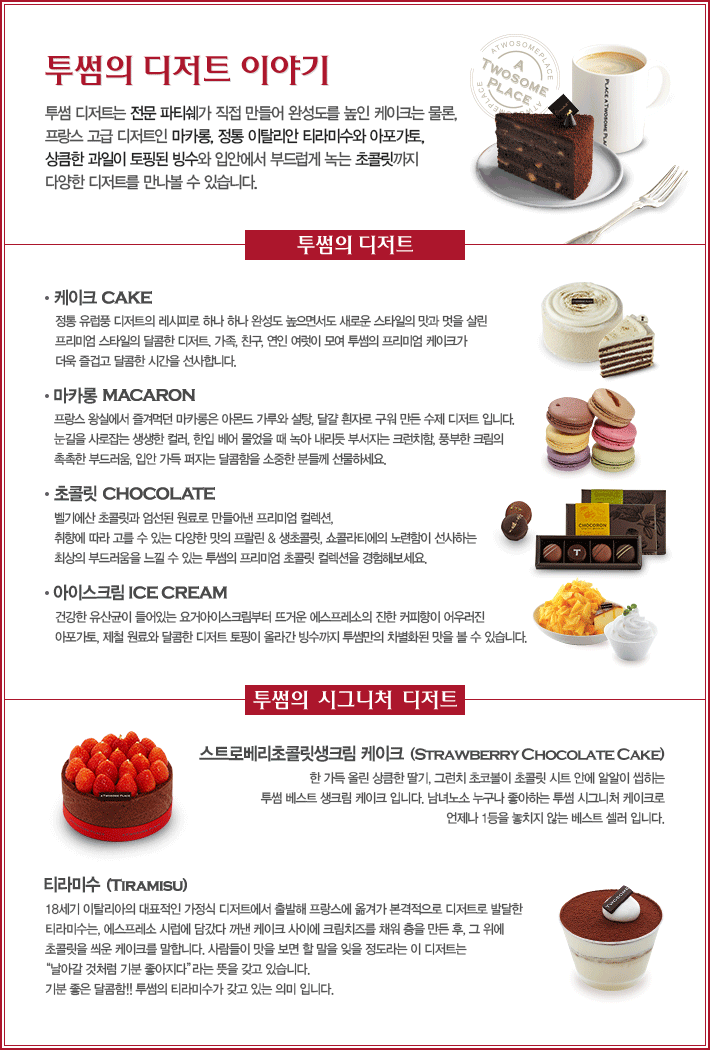 투썸의 디저트 이야기
A TWOSOMEPLACE
A
TWOSOME
PLACE
투썸 디저트는 전문 파티쉐가 직접 만들어 완성도를 높인 케이크는 물론,
프랑스 고급 디저트인 마카롱, 정통 이탈리안 티라미수와 아포가토,
상큼한 과일이 토핑된 빙수와 입안에서 부드럽게 녹는 초콜릿까지
다양한 디저트를 만나볼 수 있습니다.
투썸의 디저트
• 케이크 CAKE
정통 유럽풍 디저트의 레시피로 하나 하나 완성도 높으면서도 새로운 스타일의 맛과 멋을 살린
프리미엄 스타일의 달콤한 디저트. 가족, 친구, 연인 여럿이 모여 투썸의 프리미엄 케이크가
더욱 즐겁고 달콤한 시간을 선사합니다.
• 마카롱 MACARON
프랑스 왕실에서 즐겨먹던 마카롱은 아몬드 가루와 설탕, 달걀 흰자로 구워 만든 수제 디저트 입니다.
눈길을 사로잡는 생생한 컬러, 한입 베어 물었을 때 녹아 내리듯 부서지는 크런치함, 풍부한 크림의
촉촉한 부드러움, 입안 가득 퍼지는 달콤함을 소중한 분들께 선물하세요.
• 초콜릿 CHOCOLATE
벨기에산 초콜릿과 엄선된 원료로 만들어낸 프리미엄 컬렉션,
취향에 따라 고를 수 있는 다양한 맛의 프랄린 & 생초콜릿, 쇼콜라티에의 노련함이 선사하는
최상의 부드러움을 느낄 수 있는 투썸의 프리미엄 초콜릿 컬렉션을 경험해보세요.
CHOCORON
• 아이스크림 ICE CREAM
건강한 유산균이 들어있는 요거아이스크림부터 뜨거운 에스프레소의 진한 커피향이 어우러진
아포가토, 제철 원료와 달콤한 디저트 토핑이 올라간 빙수까지 투썸만의 차별화된 맛을 볼 수 있습니다.
투썸의 시그니처 디저트
스트로베리초콜릿생크림 케이크 (STRAWBERRY CHOCOLATE CAKE)
한 가득 올린 상큼한 딸기, 그런치 초코볼이 초콜릿 시트 안에 알알이 씹히는
투썸 베스트 생크림 케이크 입니다. 남녀노소 누구나 좋아하는 투썸 시그니처 케이크로
언제나 1등을 놓치지 않는 베스트 셀러 입니다.
A TWOSOME PLACE
티라미수 (TIRAMISU)
18세기 이탈리아의 대표적인 가정식 디저트에서 출발해 프랑스에 옮겨가 본격적으로 디저트로 발달한
티라미수는, 에스프레소 시럽에 담갔다 꺼낸 케이크 사이에 크림치즈를 채워 층을 만든 후, 그 위에
초콜릿을 씌운 케이크를 말합니다. 사람들이 맛을 보면 할 말을 잊을 정도라는 이 디저트는
“날아갈 것처럼 기분 좋아지다” 라는 뜻을 갖고 있습니다.
기분 좋은 달콤함!! 투썸의 티라미수가 갖고 있는 의미 입니다.
TWOSOME